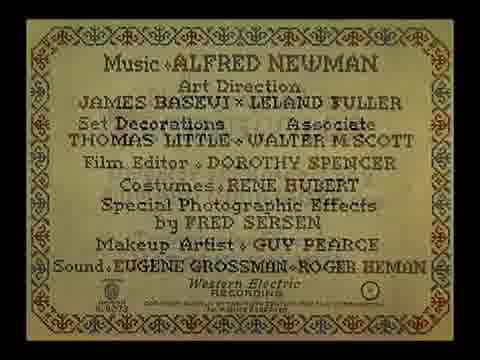 Music ⬩ ALFRED NEWMAN
Art Direction
JAMES BASEVI × LELAND FULLER
Set Decorations Associate
THOMAS LITTLE ⬩ WALTER M. SCOTT
Film Editor ⬩ DOROTHY SPENCER
Costumes ⬩ RENE HUBERT
Special Photographic Effects
by FRED SERSEN
Makeup Artist ⬩ GUY PEARCE
Sound ⬩ EUGENE GROSSMAN ⬩ ROGER HEMAN
Western Electric
RECORDING